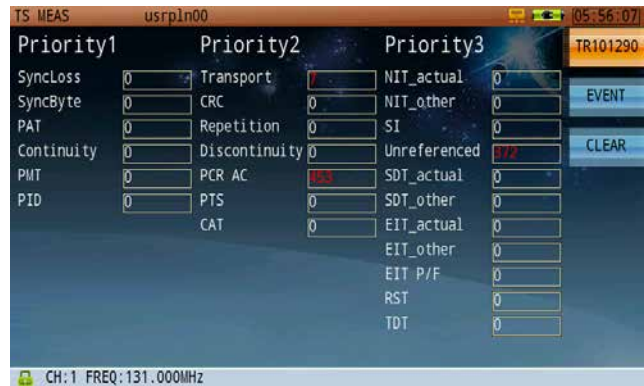 TS MEAS usrpln00 05:56:07
Priority1 Priority2 Priority3 TR101290
SyncLoss 0 Transport 7 NIT_actual 0
SyncByte 0 CRC 0 NIT_other 0 EVENT
PAT 0 Repetition 0 SI 0
Continuity 0 Discontinuity 0 Unreferenced 372 CLEAR
PMT 0 PCR AC 453 SDT_actual 0
PID 0 PTS 0 SDT_other 0
CAT 0 EIT_actual 0
EIT_other 0
EIT P/F 0
RST 0
TDT 0
CH:1 FREQ:131.000MHz